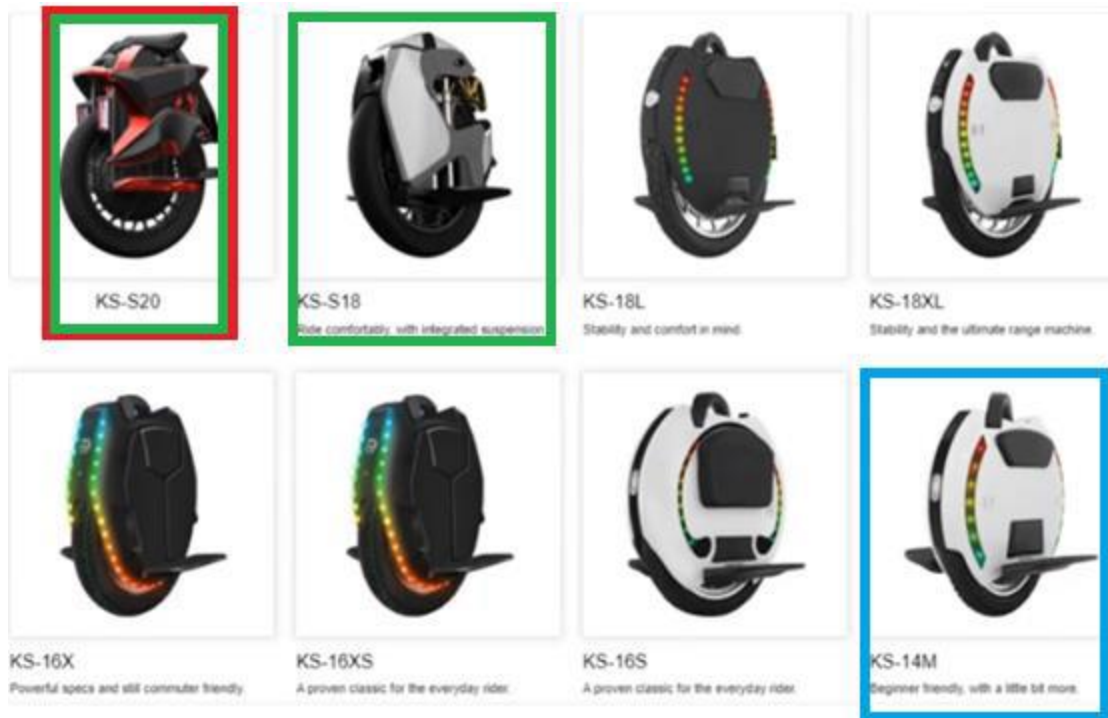 KS-S20
KS-S18
Ride comfortably, with integrated suspension
KS-18L
Stability and comfort in mind.
KS-18XL
Stability and the ultimate range machine.
KS-16X
Powerful specs and still commuter friendly.
KS-16XS
A proven classic for the everyday rider.
KS-16S
A proven classic for the everyday rider.
KS-14M
Beginner friendly, with a little bit more.